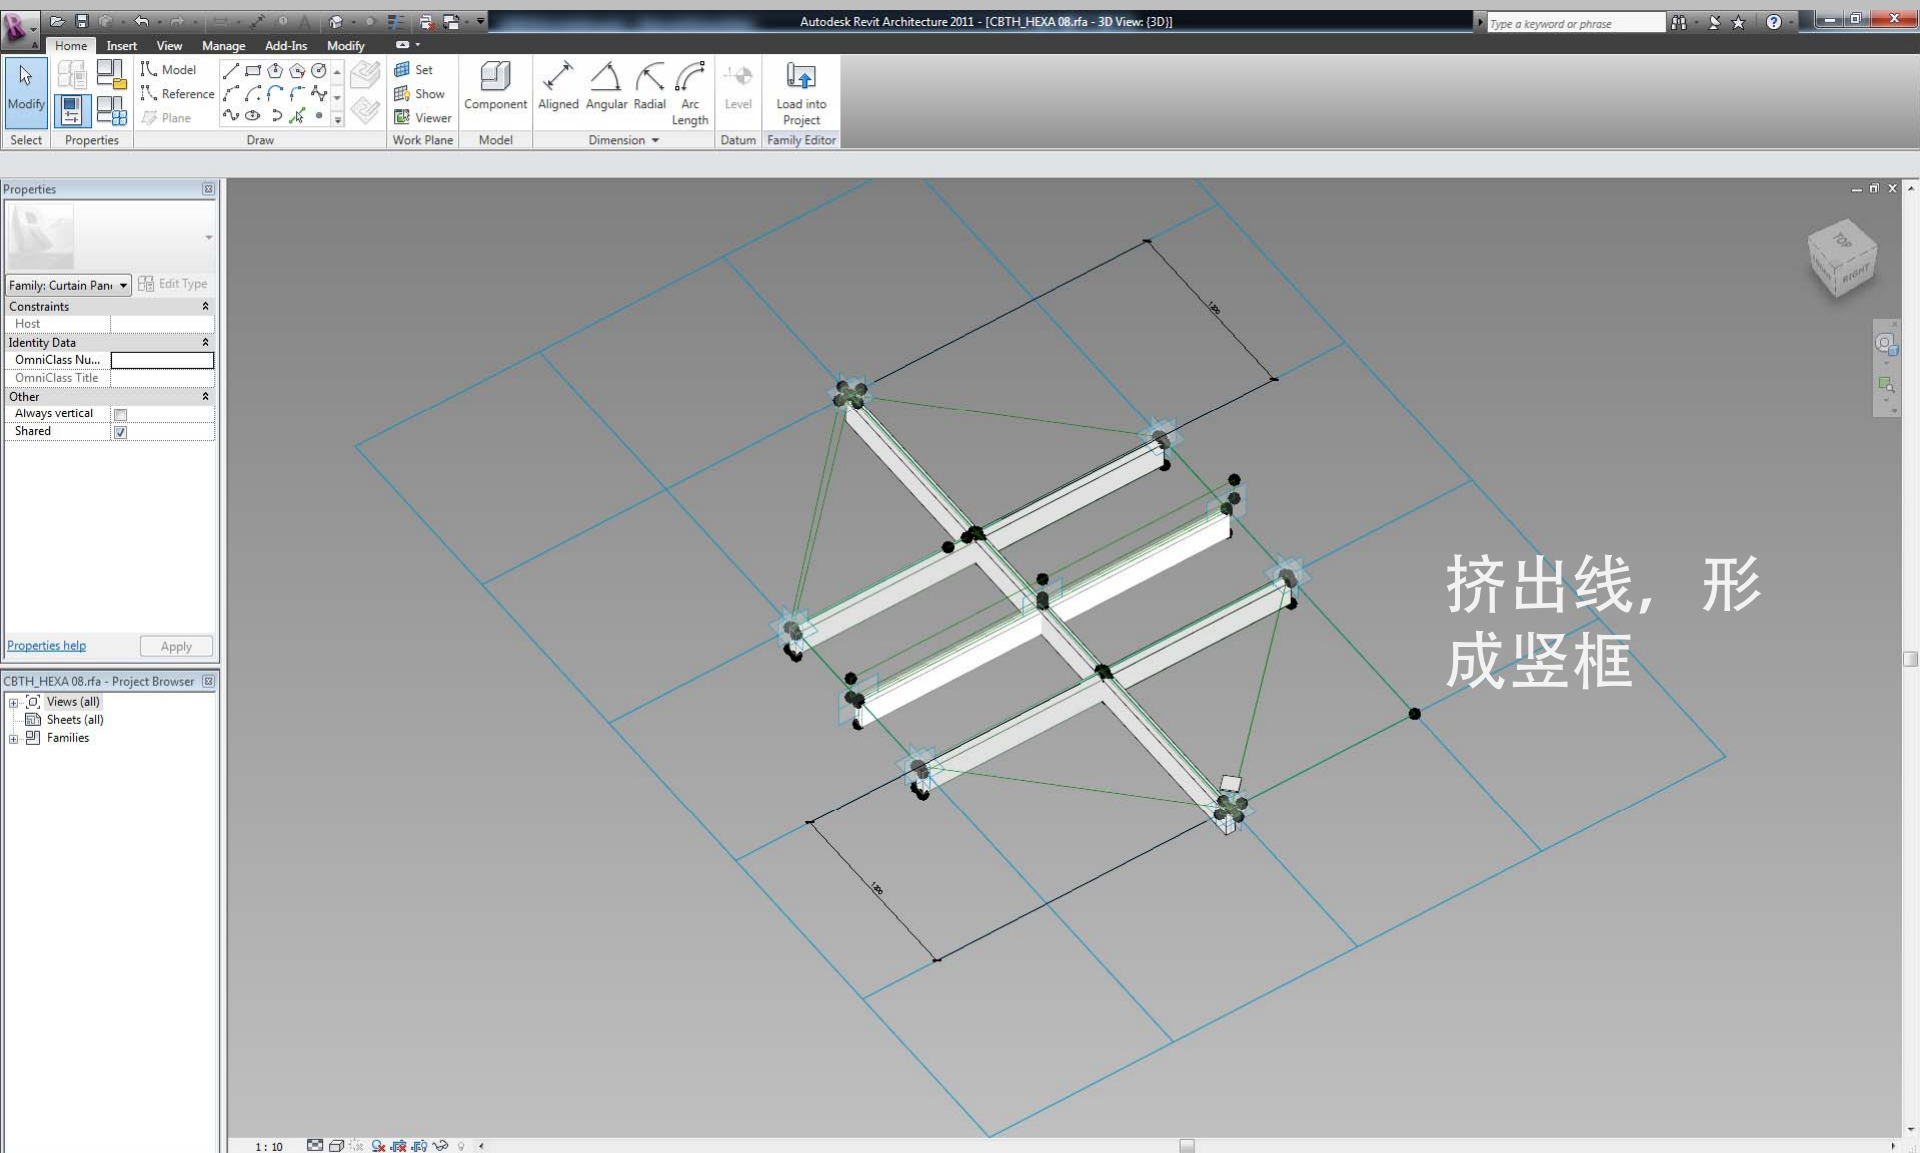 Autodesk Revit Architecture 2011 - [CBTH_HEXA 08.rfa - 3D View: {3D}]
Type a keyword or phrase
Home Insert View Manage Add-Ins Modify
Modify
Model
Reference
Plane
Set
Show
Viewer
Component
Aligned
Angular
Radial
Arc
Length
Level
Load into
Project
Select
Properties
Draw
Work Plane
Model
Dimension
Datum
Family Editor
Properties
Family: Curtain Pan
Edit Type
Constraints
Host
Identity Data
OmniClass Nu...
OmniClass Title
Other
Always vertical
Shared
Properties help
Apply
CBTH_HEXA 08.rfa - Project Browser
Views (all)
Sheets (all)
Families
TOP
RIGHT
挤出线，形
成竖框
1 : 10